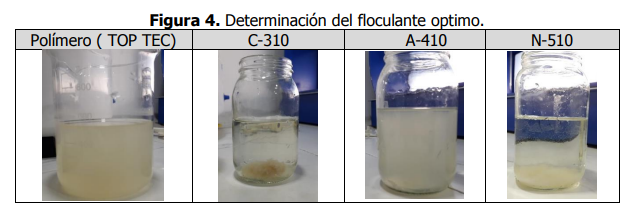 Figura 4. Determinación del floculante optimo.
Polímero ( TOP TEC) C-310 A-410 N-510